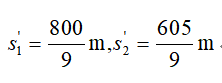 s₁' = 800/9 m, s₂' = 605/9 m